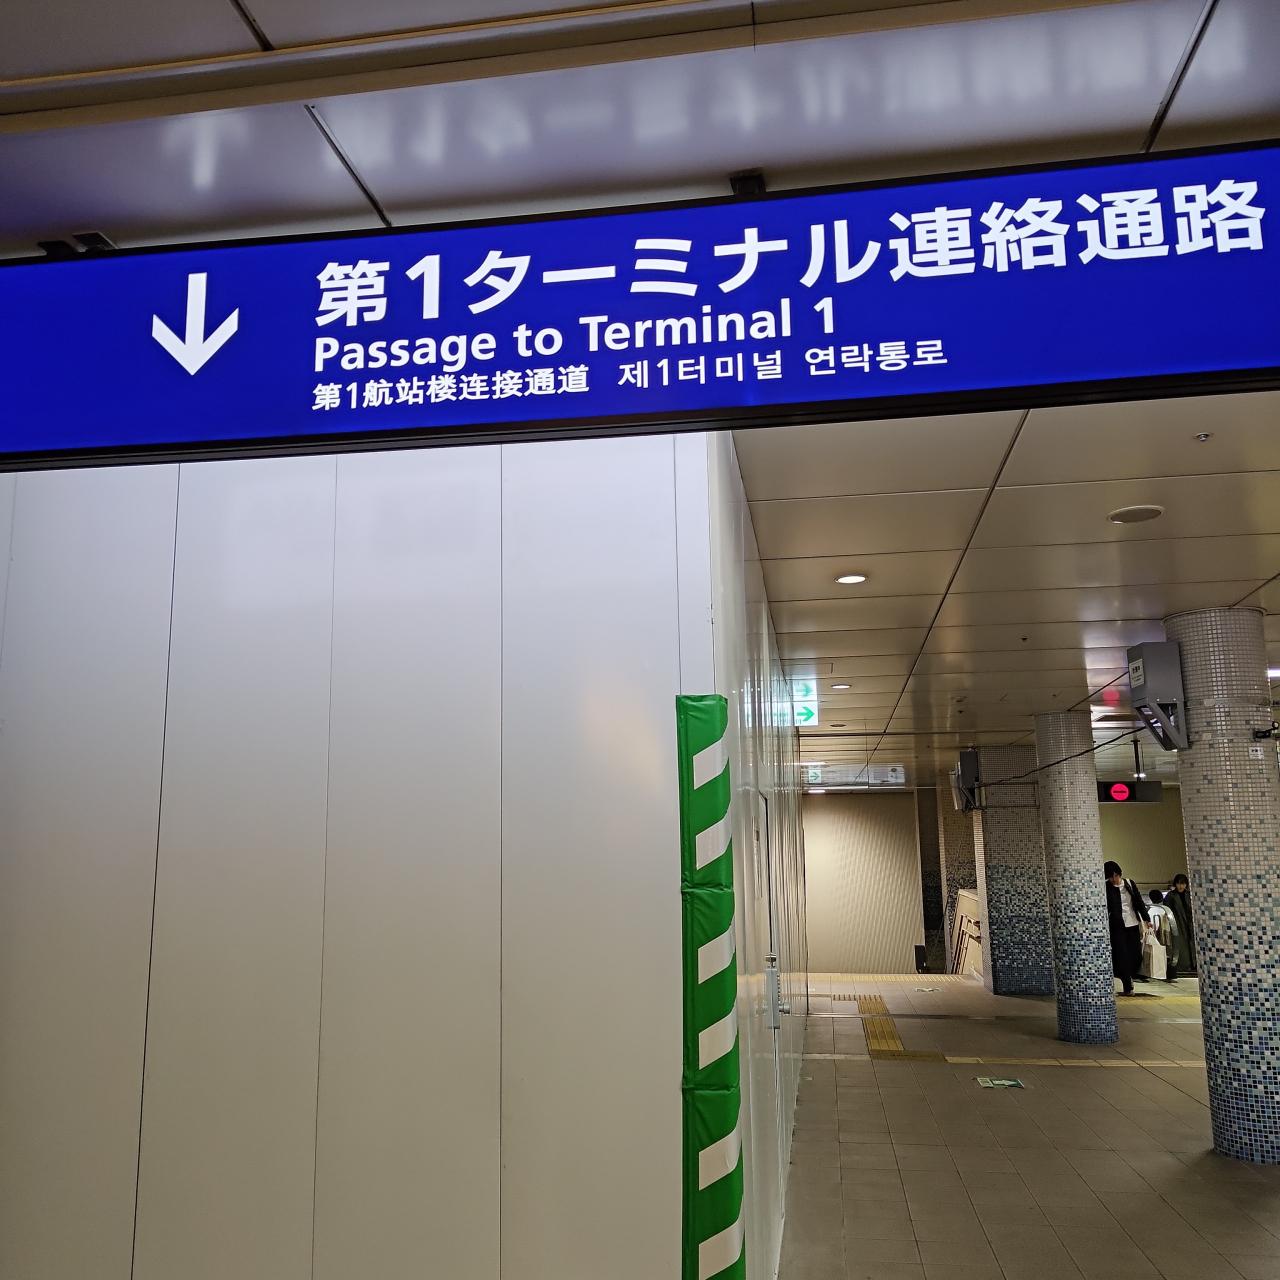 第1ターミナル連絡通路
Passage to Terminal 1
第1航站楼连接通道 제1터미널 연락통로